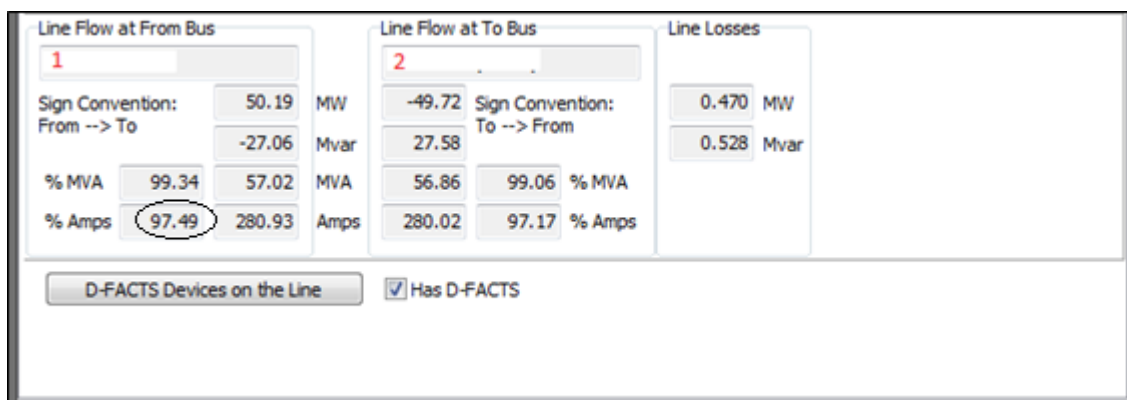 Line Flow at From Bus Line Flow at To Bus Line Losses
1 2
Sign Convention: 50.19 MW -49.72 Sign Convention: 0.470 MW
From --> To To --> From
-27.06 Mvar 27.58 0.528 Mvar
% MVA 99.34 57.02 MVA 56.86 99.06 % MVA
% Amps 97.49 280.93 Amps 280.02 97.17 % Amps
D-FACTS Devices on the Line Has D-FACTS